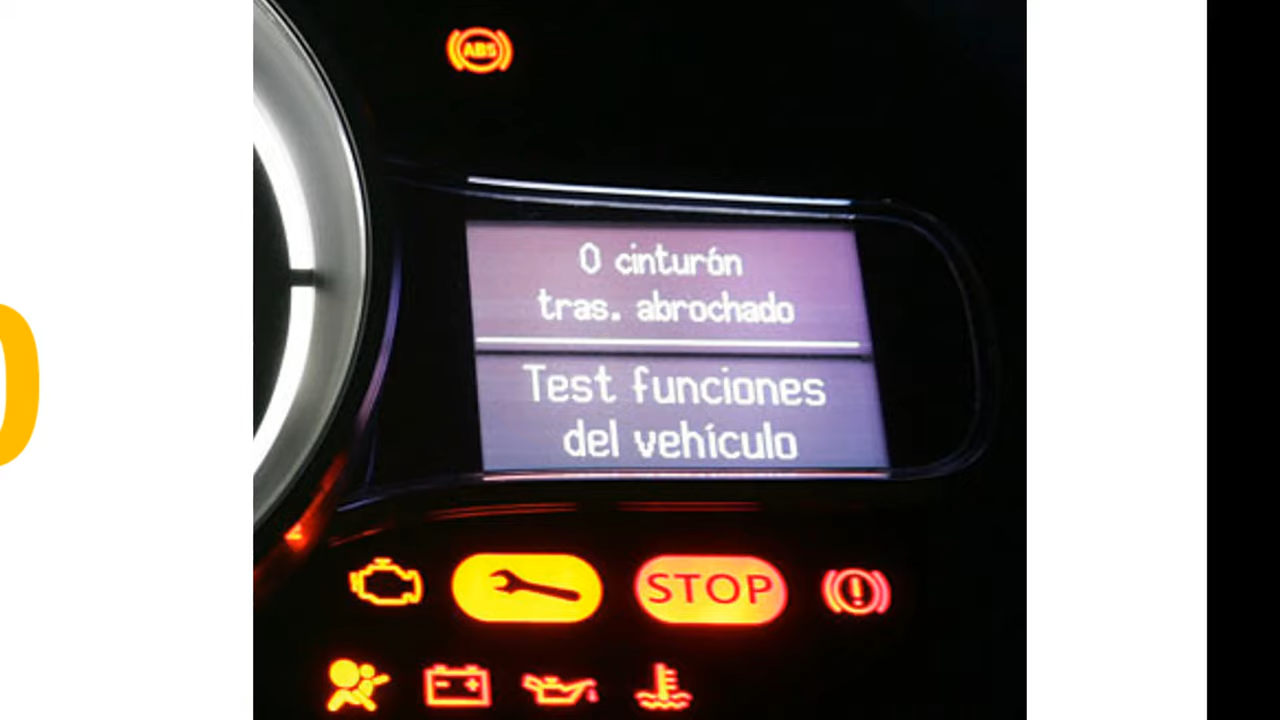 ABS
0 cinturón
tras. abrochado
Test funciones
del vehículo
STOP